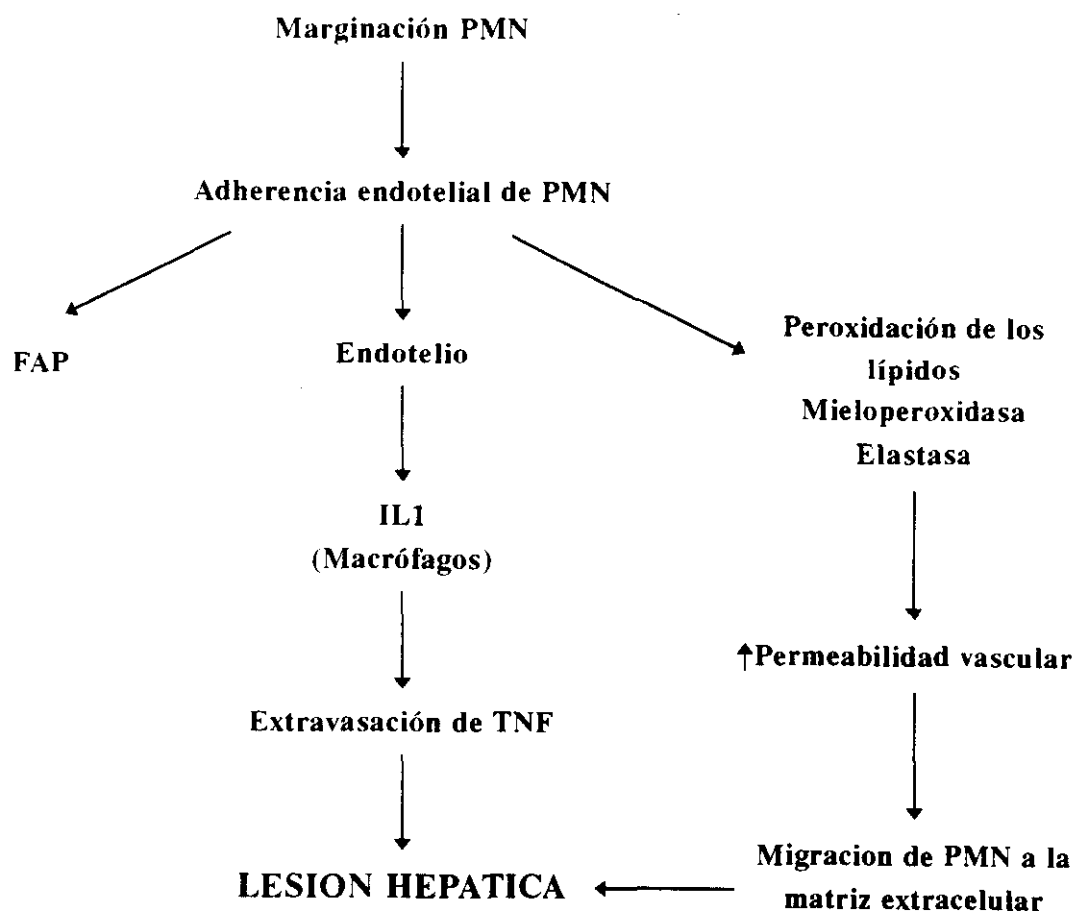 Marginación PMN
Adherencia endotelial de PMN
FAP
Endotelio
Peroxidación de los
lípidos
Mieloperoxidasa
Elastasa
IL1
(Macrófagos)
↑Permeabilidad vascular
Extravasación de TNF
Migracion de PMN a la
matriz extracelular
LESION HEPATICA